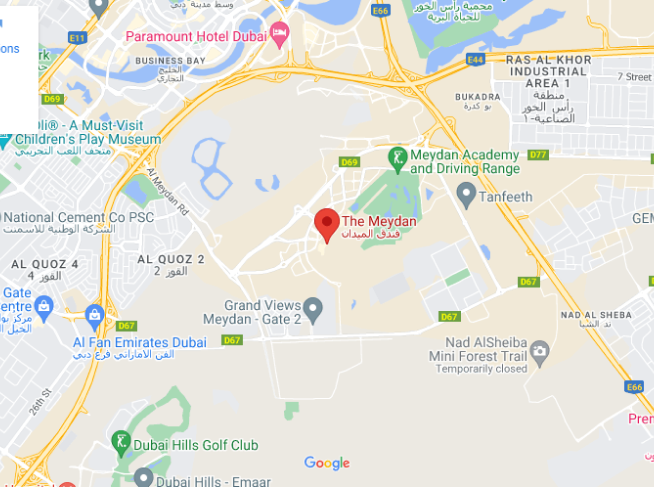 وسط مدينة دبي
محمية رأس الخور
للحياة البرية
E66
E11
Paramount Hotel Dubai
ons
BUSINESS BAY
الخليج
التجاري
E44
RAS AL KHOR
INDUSTRIAL
AREA 1
منطقة
رأس الخور
الصناعية-١
7 Street
BUKADRA
بو كدرة
D69
Oli® - A Must-Visit
Children's Play Museum
متحف اللعب التجريبي
D69
Meydan Academy
and Driving Range
D77
Al Meydan Rd
Tanfeeth
National Cement Co PSC
الشركة الوطنية للاسمنت
The Meydan
فندق الميدان
GEM
AL QUOZ 4
القوز 4
AL QUOZ 2
القوز 2
D67
Gate
entre
Grand Views
Meydan - Gate 2
D67
NAD AL SHEBA
ند الشبا
D67
D67
Al Fan Emirates Dubai
الفن الاماراتي فرع دبي
Nad AlSheiba
Mini Forest Trail
Temporarily closed
E66
26th St
Prem
Dubai Hills Golf Club
Google
Dubai Hills - Emaar